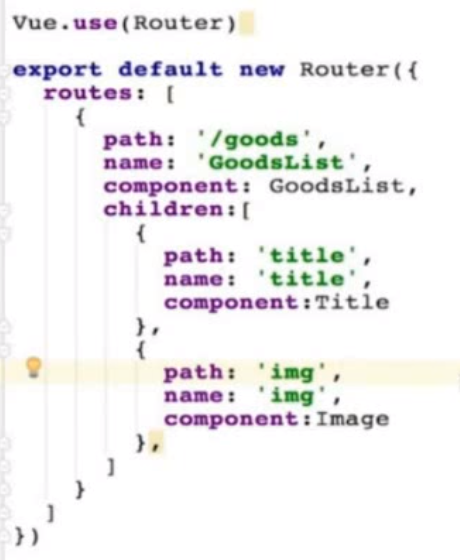 Vue.use(Router)
export default new Router({
  routes: [
    {
      path: '/goods',
      name: 'GoodsList',
      component: GoodsList,
      children:[
        {
          path: 'title',
          name: 'title',
          component:Title
        },
        {
          path: 'img',
          name: 'img',
          component:Image
        },
      ]
    }
  ]
})